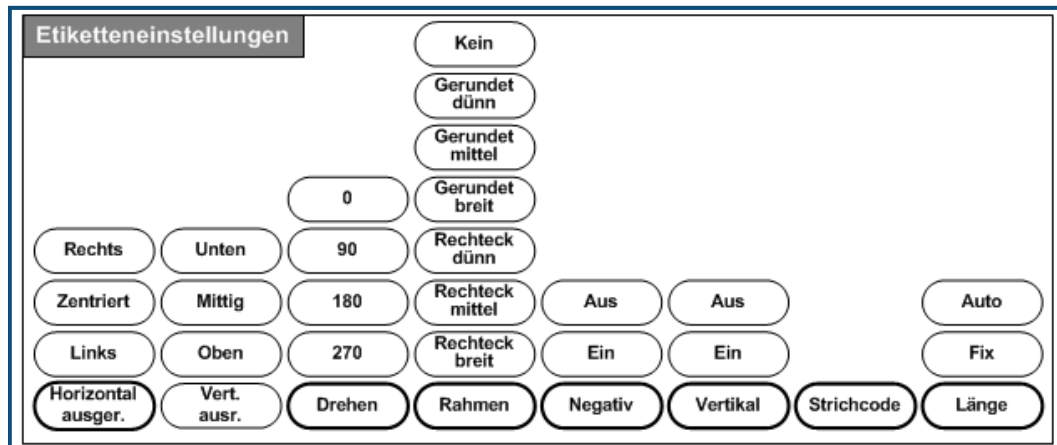 Etiketteneinstellungen
Kein
Gerundet
dünn
Gerundet
mittel
0
Gerundet
breit
Rechts
Unten
90
Rechteck
dünn
Zentriert
Mittig
180
Rechteck
mittel
Aus
Aus
Auto
Links
Oben
270
Rechteck
breit
Ein
Ein
Fix
Horizontal
ausger.
Vert.
ausr.
Drehen
Rahmen
Negativ
Vertikal
Strichcode
Länge